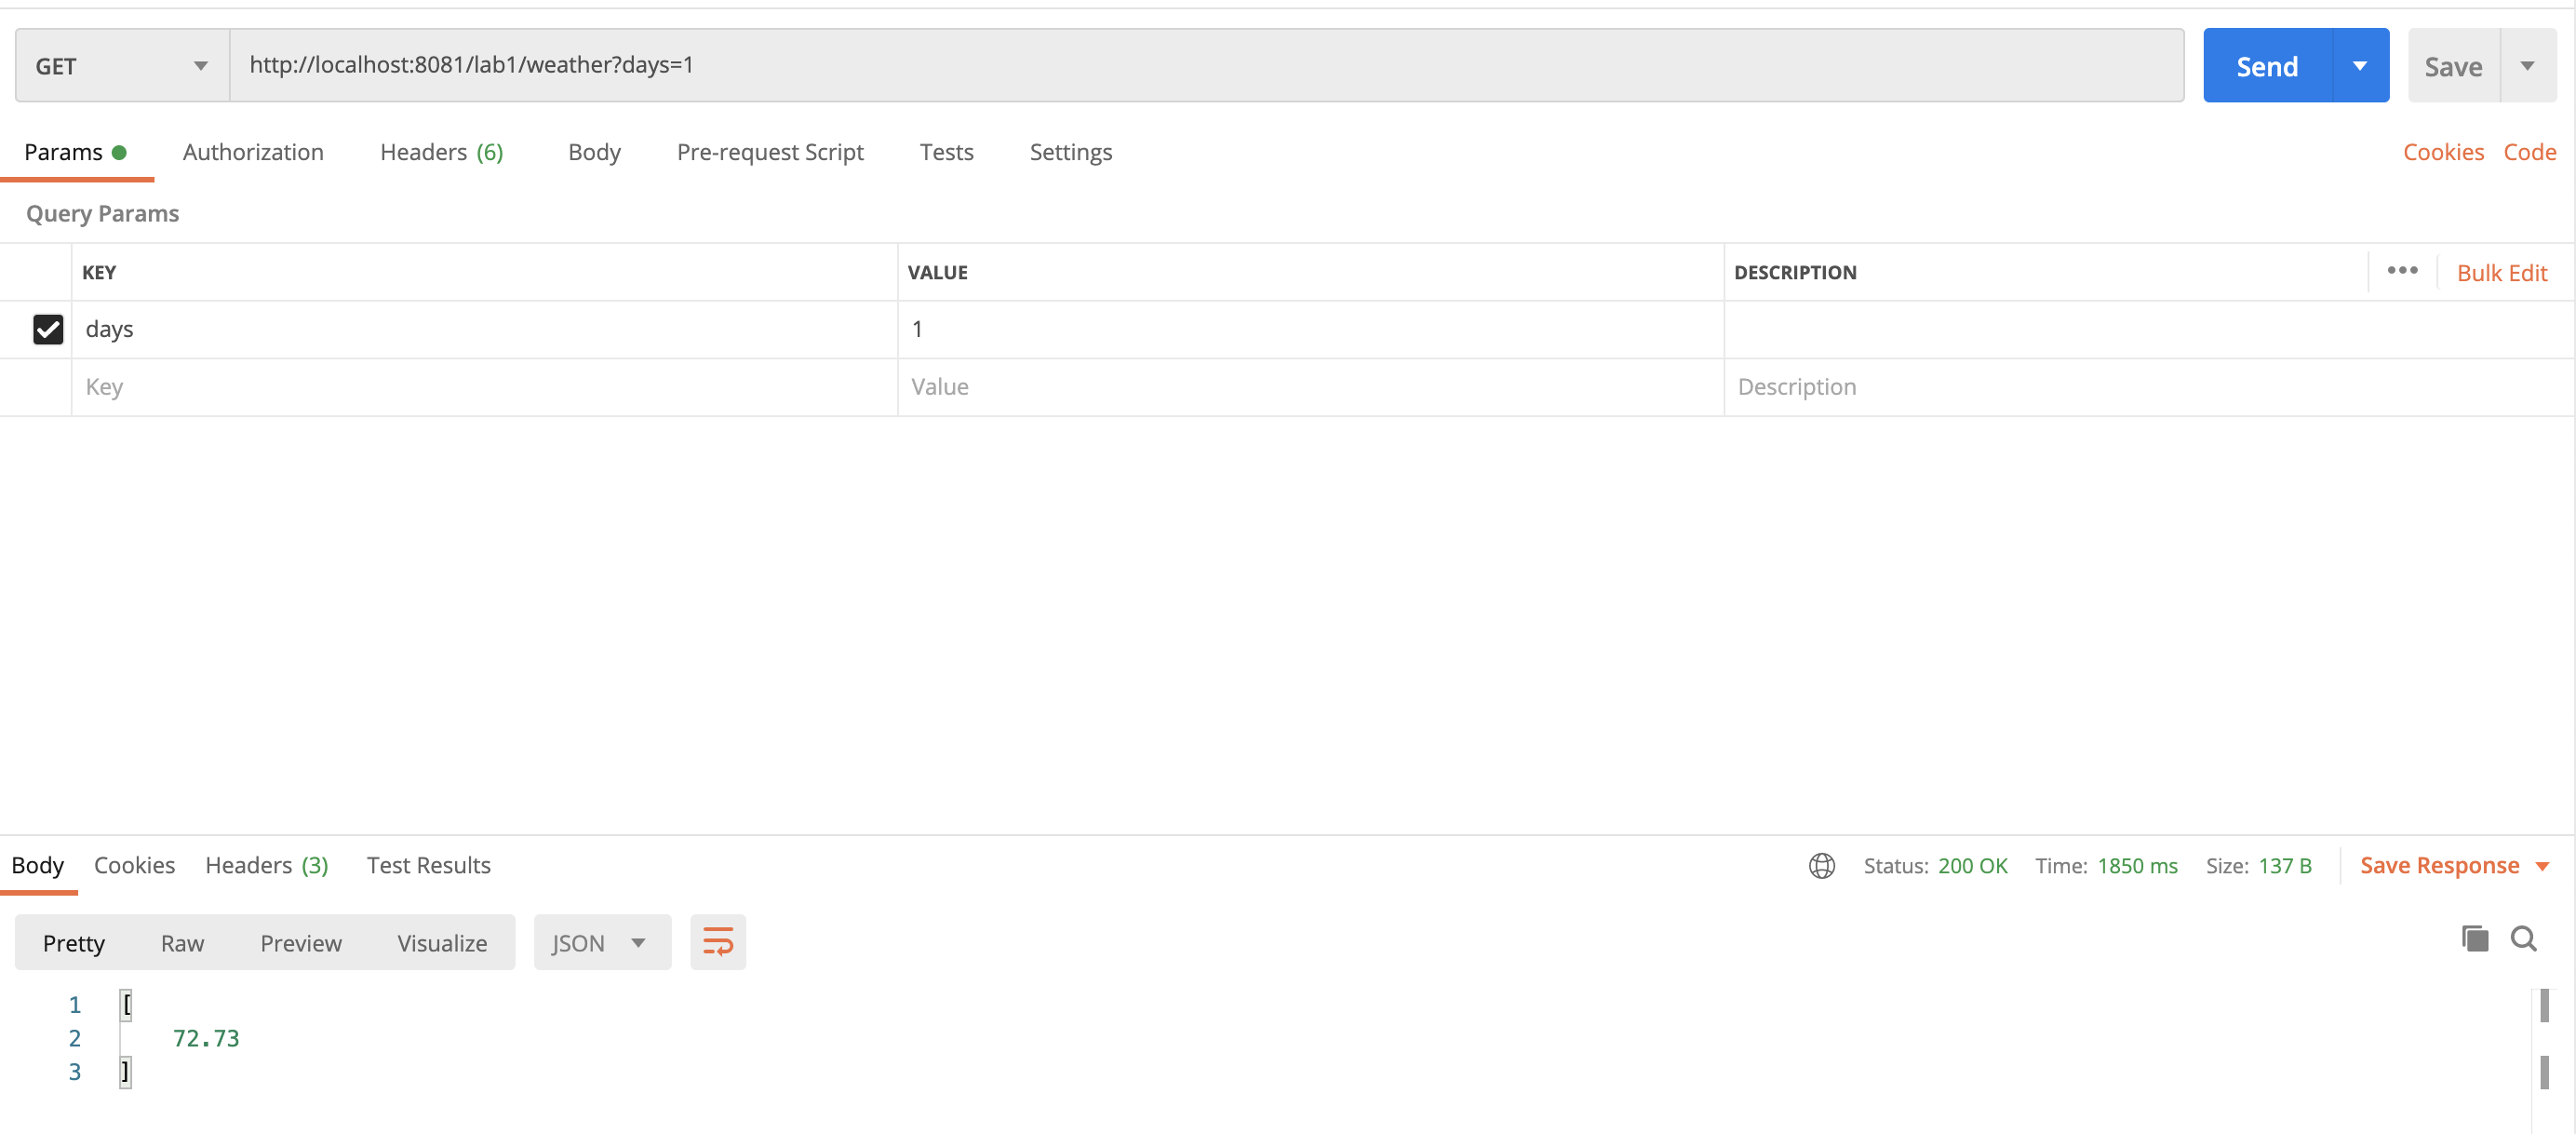 GET http://localhost:8081/lab1/weather?days=1 Send Save
Params Authorization Headers (6) Body Pre-request Script Tests Settings Cookies Code
Query Params
KEY VALUE DESCRIPTION ••• Bulk Edit
days 1
Key Value Description
Body Cookies Headers (3) Test Results Status: 200 OK Time: 1850 ms Size: 137 B Save Response
Pretty Raw Preview Visualize JSON
1 [
2 72.73
3 ]